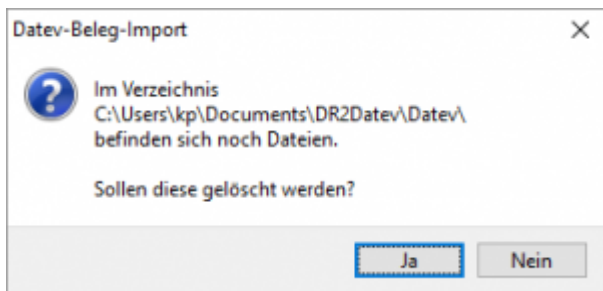 Datev-Beleg-Import
Im Verzeichnis
C:\Users\kp\Documents\DR2Datev\Datev\
befinden sich noch Dateien.
Sollen diese gelöscht werden?
Ja
Nein